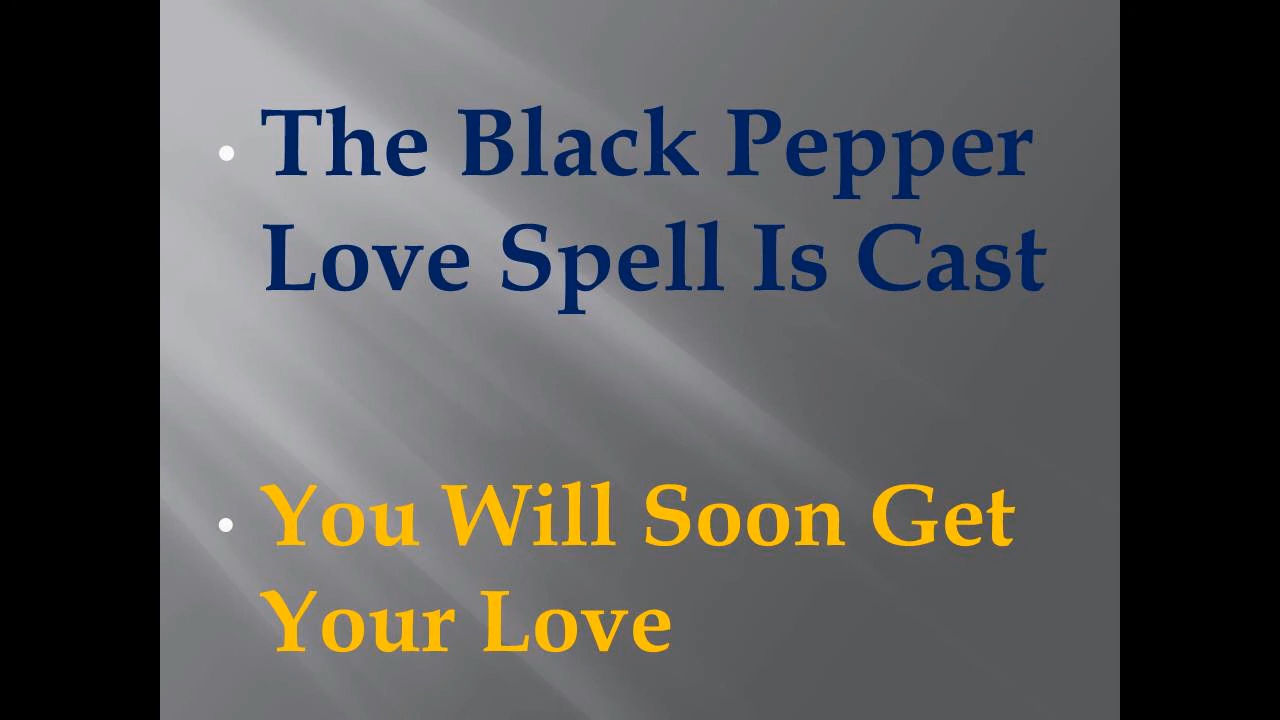 • The Black Pepper
Love Spell Is Cast
• You Will Soon Get
Your Love